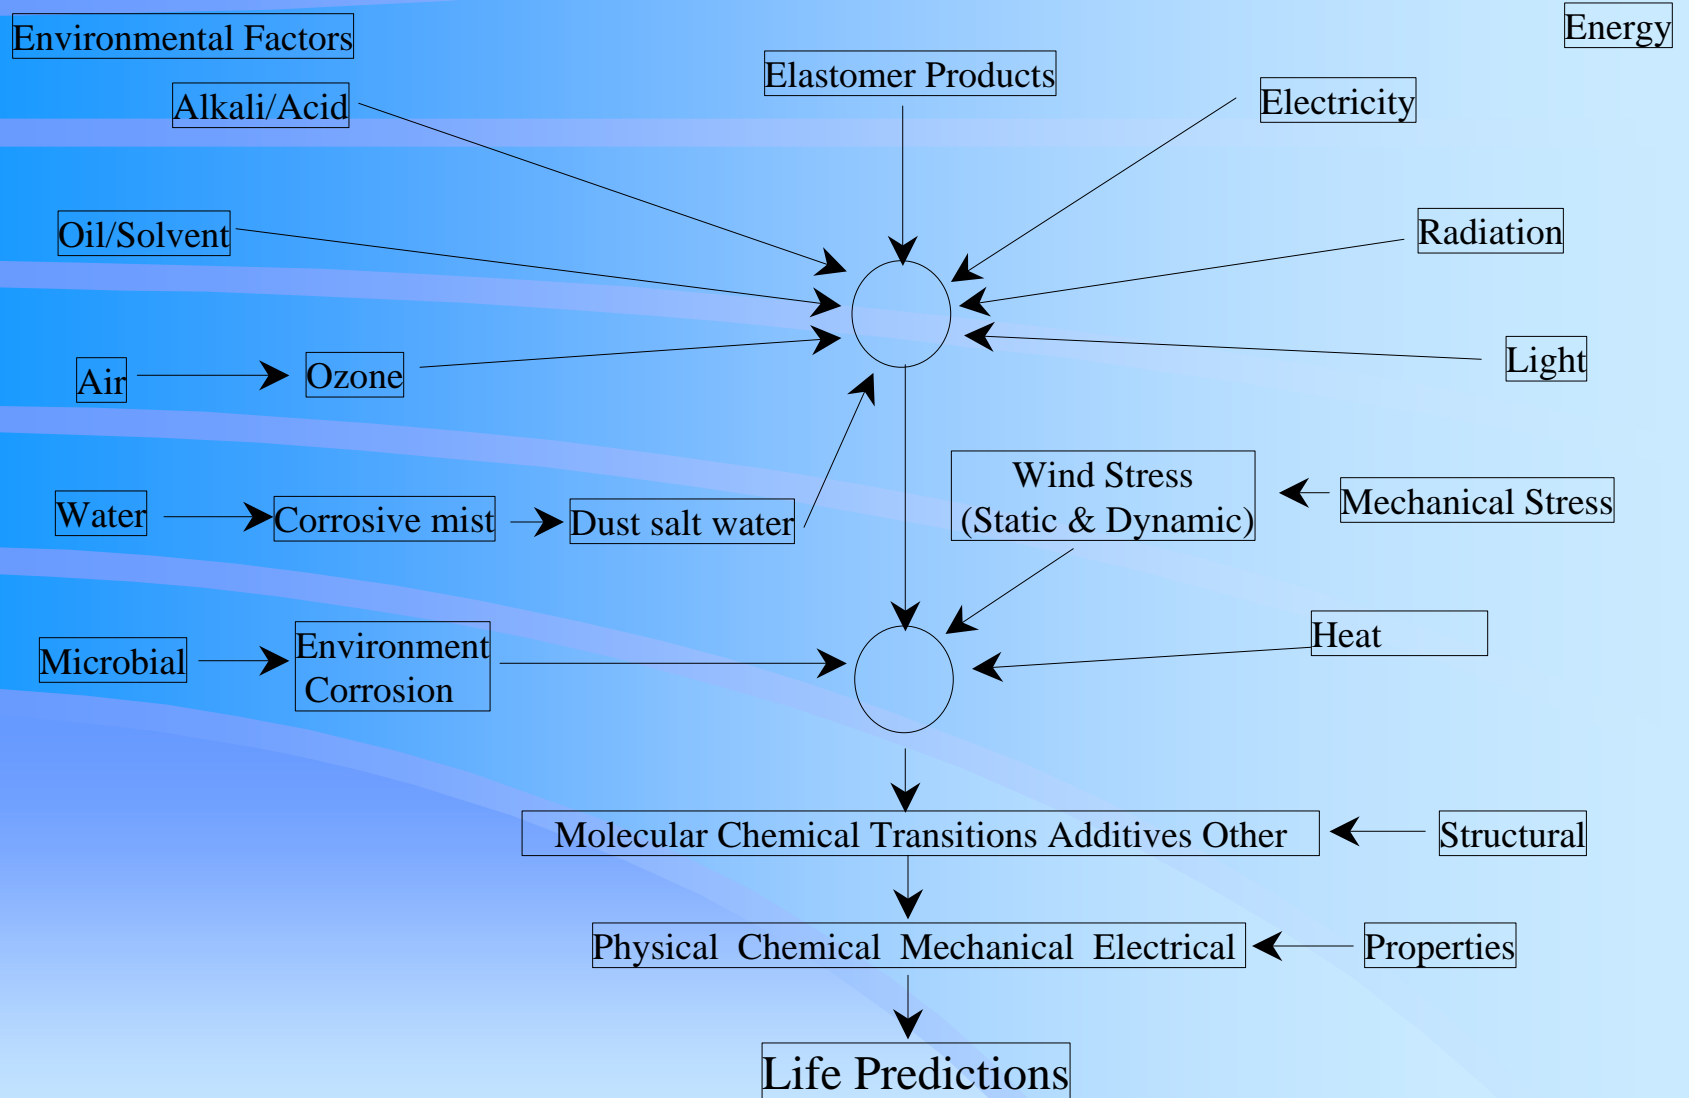 Environmental Factors
Energy
Elastomer Products
Alkali/Acid
Electricity
Oil/Solvent
Radiation
Air
Ozone
Light
Wind Stress
(Static & Dynamic)
Mechanical Stress
Water
Corrosive mist
Dust salt water
Heat
Microbial
Environment
Corrosion
Molecular Chemical Transitions Additives Other
Structural
Physical Chemical Mechanical Electrical
Properties
Life Predictions